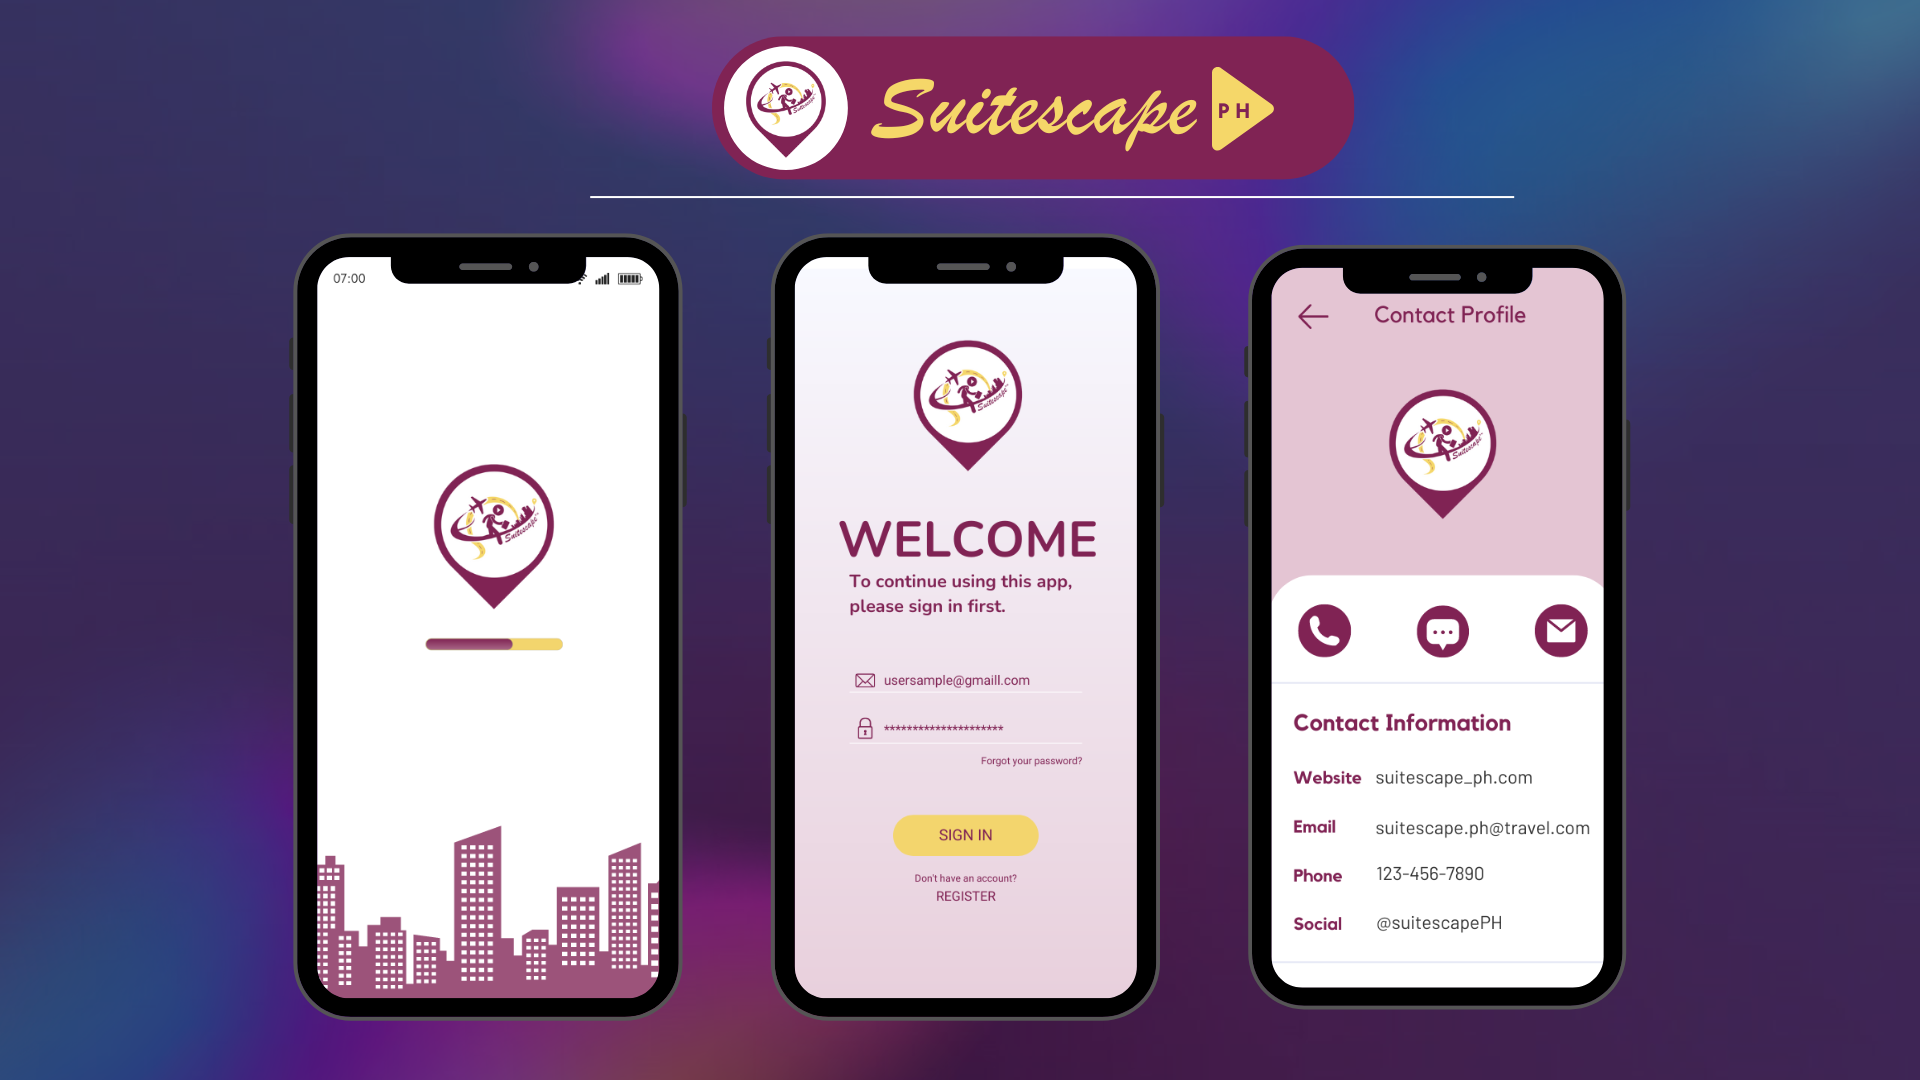 Suitescape PH
07:00
Suitescape
WELCOME
To continue using this app,
please sign in first.
usersample@gmaill.com
*********************
Forgot your password?
SIGN IN
Don't have an account?
REGISTER
Contact Profile
Suitescape
Contact Information
Website suitescape_ph.com
Email suitescape.ph@travel.com
Phone 123-456-7890
Social @suitescapePH